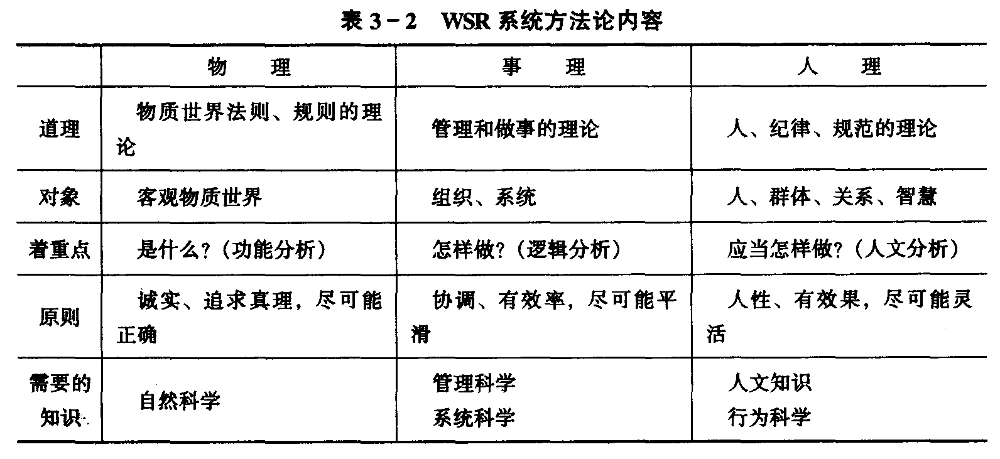 表3-2 WSR系统方法论内容
物理 事理 人理
道理 物质世界法则、规则的理论 管理和做事的理论 人、纪律、规范的理论
对象 客观物质世界 组织、系统 人、群体、关系、智慧
着重点 是什么?(功能分析) 怎样做?(逻辑分析) 应当怎样做?(人文分析)
原则 诚实、追求真理，尽可能正确 协调、有效率，尽可能平滑 人性、有效果，尽可能灵活
需要的知识 自然科学 管理科学 系统科学 人文知识 行为科学